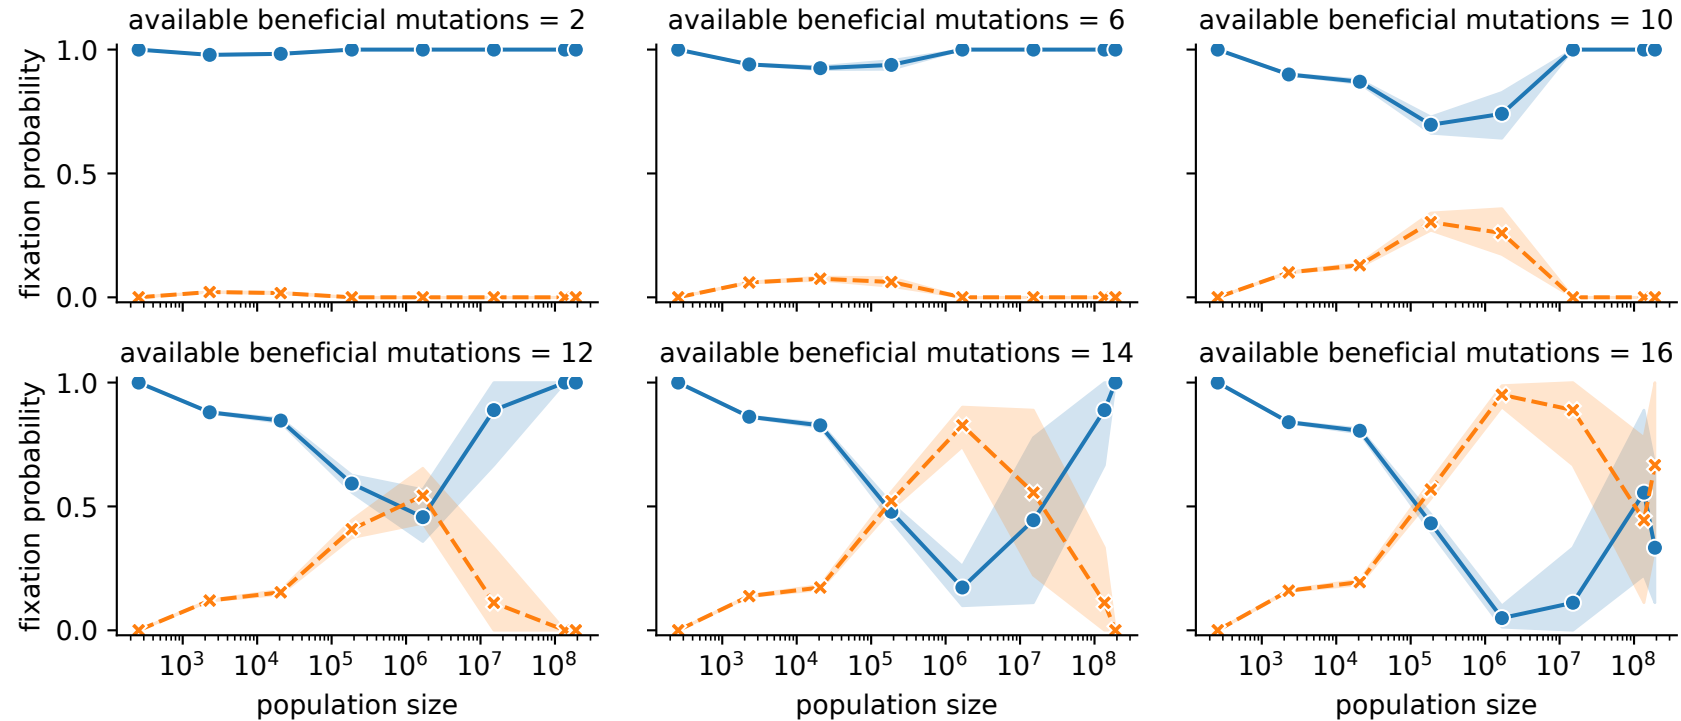 available beneficial mutations = 2
available beneficial mutations = 6
available beneficial mutations = 10
fixation probability
1.0
0.5
0.0
available beneficial mutations = 12
available beneficial mutations = 14
available beneficial mutations = 16
fixation probability
1.0
0.5
0.0
10³ 10⁴ 10⁵ 10⁶ 10⁷ 10⁸
10³ 10⁴ 10⁵ 10⁶ 10⁷ 10⁸
10³ 10⁴ 10⁵ 10⁶ 10⁷ 10⁸
population size
population size
population size